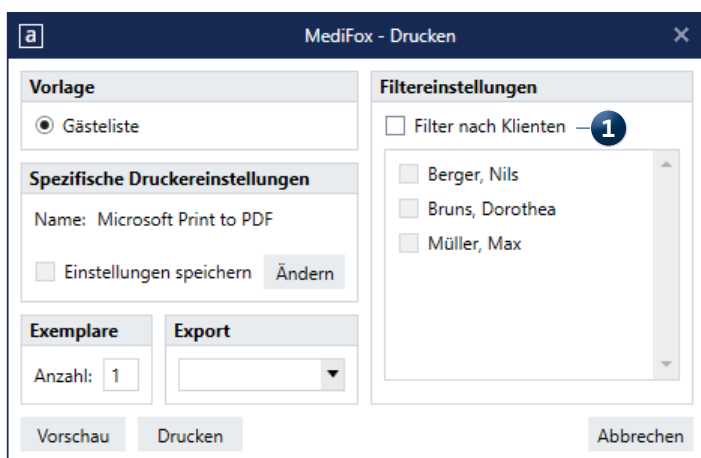 a MediFox - Drucken
Vorlage
Gästeliste
Spezifische Druckereinstellungen
Name: Microsoft Print to PDF
Einstellungen speichern Ändern
Exemplare
Anzahl: 1
Export
Filtereinstellungen
Filter nach Klienten 1
Berger, Nils
Bruns, Dorothea
Müller, Max
Vorschau Drucken Abbrechen